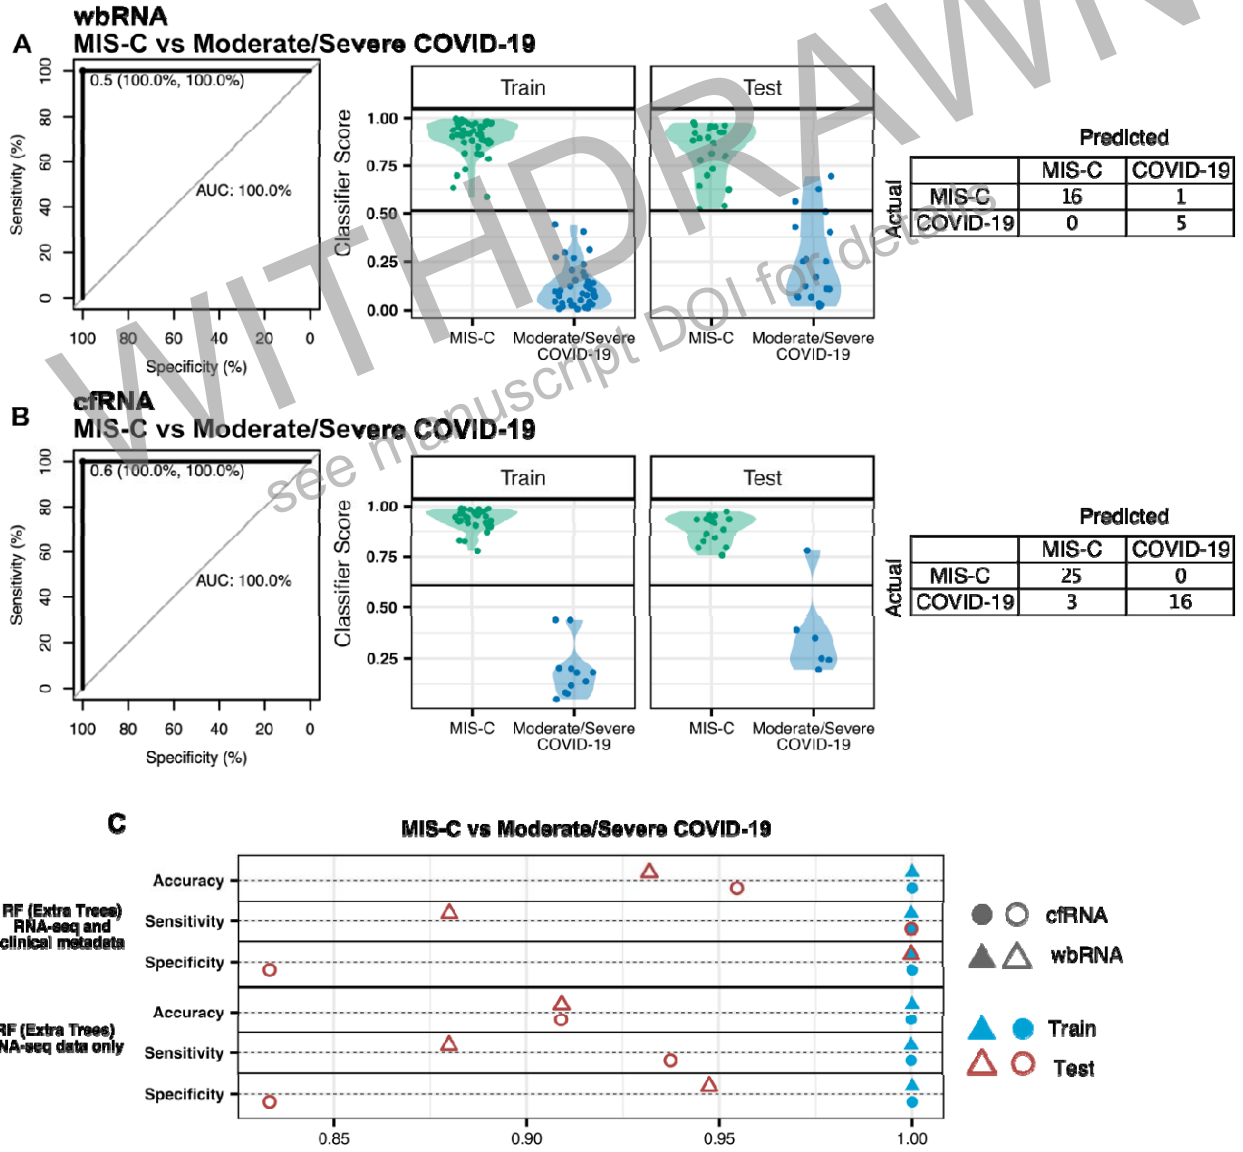 wbRNA
A MIS-C vs Moderate/Severe COVID-19
0.5 (100.0%, 100.0%)
AUC: 100.0%
Sensitivity (%)
100
80
60
40
20
0
100 80 60 40 20 0
Specificity (%)
Train Test
Classifier Score
1.00
0.75
0.50
0.25
0.00
MIS-C Moderate/Severe COVID-19 MIS-C Moderate/Severe COVID-19
Predicted
Actual
MIS-C COVID-19
MIS-C 16 1
COVID-19 0 5
WITHDRAWN
see manuscript DOI for details
cfRNA
B MIS-C vs Moderate/Severe COVID-19
0.6 (100.0%, 100.0%)
AUC: 100.0%
Sensitivity (%)
100
80
60
40
20
0
100 80 60 40 20 0
Specificity (%)
Train Test
Classifier Score
1.00
0.75
0.50
0.25
MIS-C Moderate/Severe COVID-19 MIS-C Moderate/Severe COVID-19
Predicted
Actual
MIS-C COVID-19
MIS-C 25 0
COVID-19 3 16
C MIS-C vs Moderate/Severe COVID-19
RF (Extra Trees)
RNA-seq and
clinical metadata
Accuracy
Sensitivity
Specificity
RF (Extra Trees)
NA-seq data only
Accuracy
Sensitivity
Specificity
0.85 0.90 0.95 1.00
cfRNA
wbRNA
Train
Test